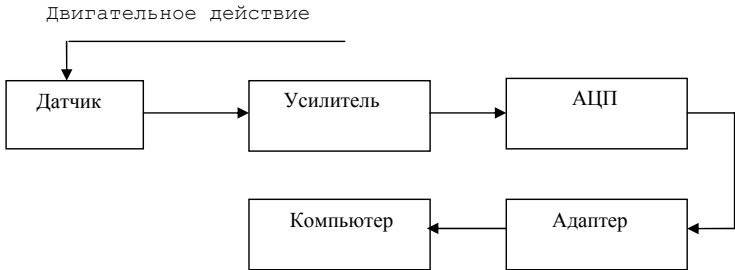 Двигательное действие
Датчик
Усилитель
АЦП
Компьютер
Адаптер